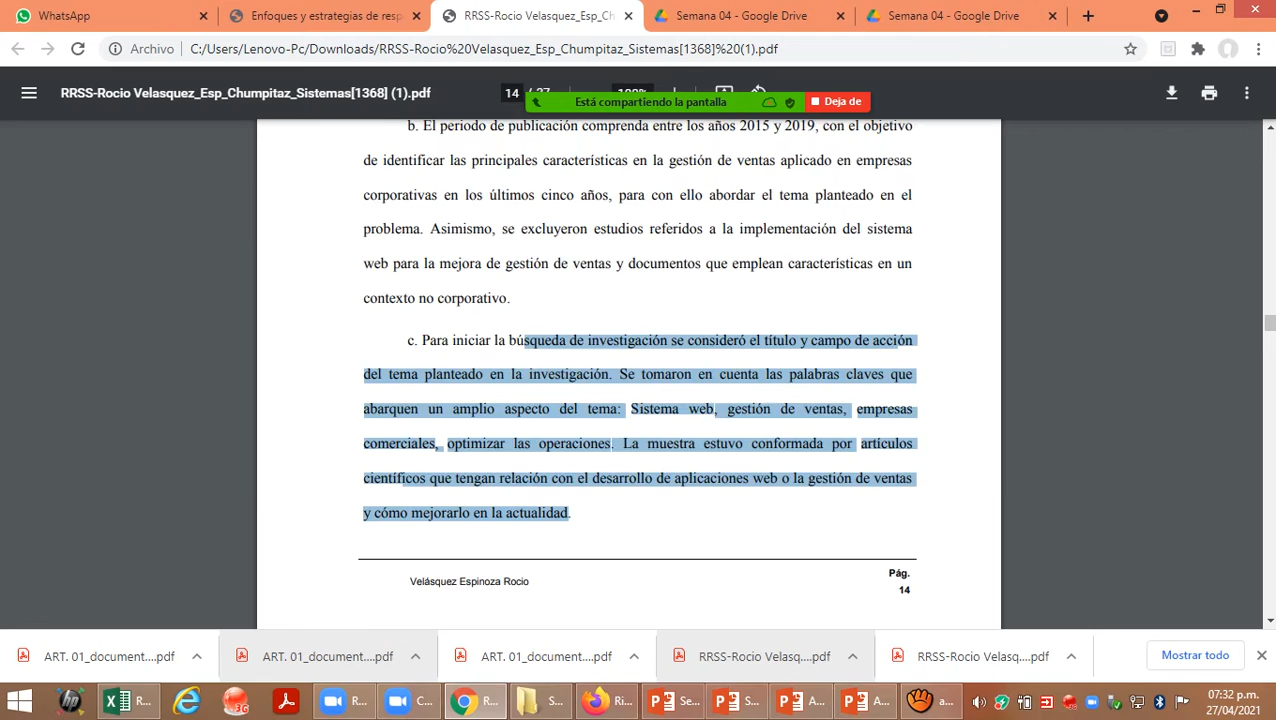 WhatsApp
Enfoques y estrategias de resp
RRSS-Rocio Velasquez_Esp_Ch
Semana 04 - Google Drive
Semana 04 - Google Drive
Archivo
C:/Users/Lenovo-Pc/Downloads/RRSS-Rocio%20Velasquez_Esp_Chumpitaz_Sistemas[1368]%20(1).pdf
RRSS-Rocio Velasquez_Esp_Chumpitaz_Sistemas[1368] (1).pdf
14
Está compartiendo la pantalla
Deja de
b. El periodo de publicación comprenda entre los años 2015 y 2019, con el objetivo
de identificar las principales características en la gestión de ventas aplicado en empresas
corporativas en los últimos cinco años, para con ello abordar el tema planteado en el
problema. Asimismo, se excluyeron estudios referidos a la implementación del sistema
web para la mejora de gestión de ventas y documentos que emplean características en un
contexto no corporativo.
c. Para iniciar la búsqueda de investigación se consideró el título y campo de acción
del tema planteado en la investigación. Se tomaron en cuenta las palabras claves que
abarquen un amplio aspecto del tema: Sistema web, gestión de ventas, empresas
comerciales, optimizar las operaciones. La muestra estuvo conformada por artículos
científicos que tengan relación con el desarrollo de aplicaciones web o la gestión de ventas
y cómo mejorarlo en la actualidad.
Velásquez Espinoza Rocio
Pág.
14
ART. 01_document....pdf
ART. 01_document....pdf
ART. 01_document....pdf
RRSS-Rocio Velasq....pdf
RRSS-Rocio Velasq....pdf
Mostrar todo
R...
R...
C...
R...
S...
Ri...
Se...
S...
A...
A...
a...
07:32 p.m.
27/04/2021